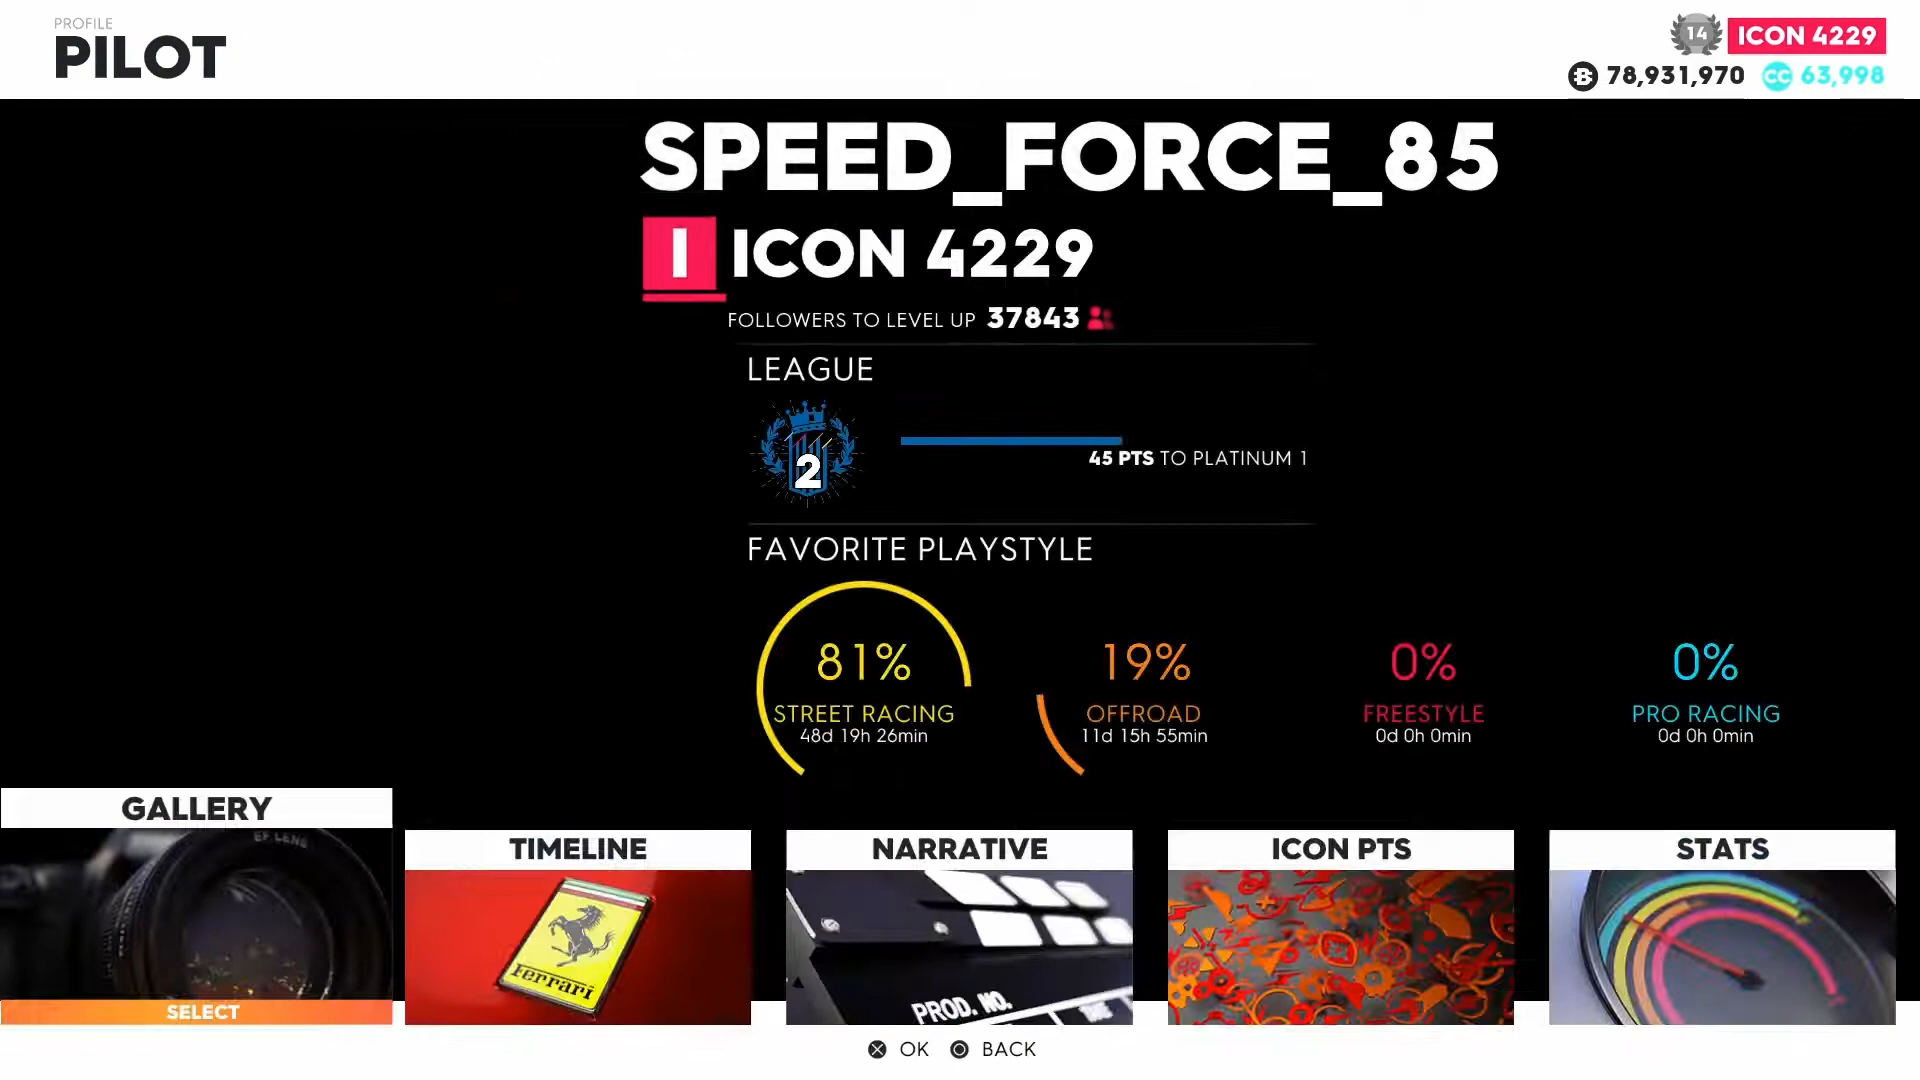 PROFILE
PILOT
14
ICON 4229
78,931,970
CC 63,998
SPEED_FORCE_85
I ICON 4229
FOLLOWERS TO LEVEL UP 37843
LEAGUE
2
45 PTS TO PLATINUM 1
FAVORITE PLAYSTYLE
81%
STREET RACING
48d 19h 26min
19%
OFFROAD
11d 15h 55min
0%
FREESTYLE
0d 0h 0min
0%
PRO RACING
0d 0h 0min
GALLERY
EF LENS
SELECT
TIMELINE
Ferrari
NARRATIVE
PROD. NO.
ICON PTS
STATS
OK
BACK